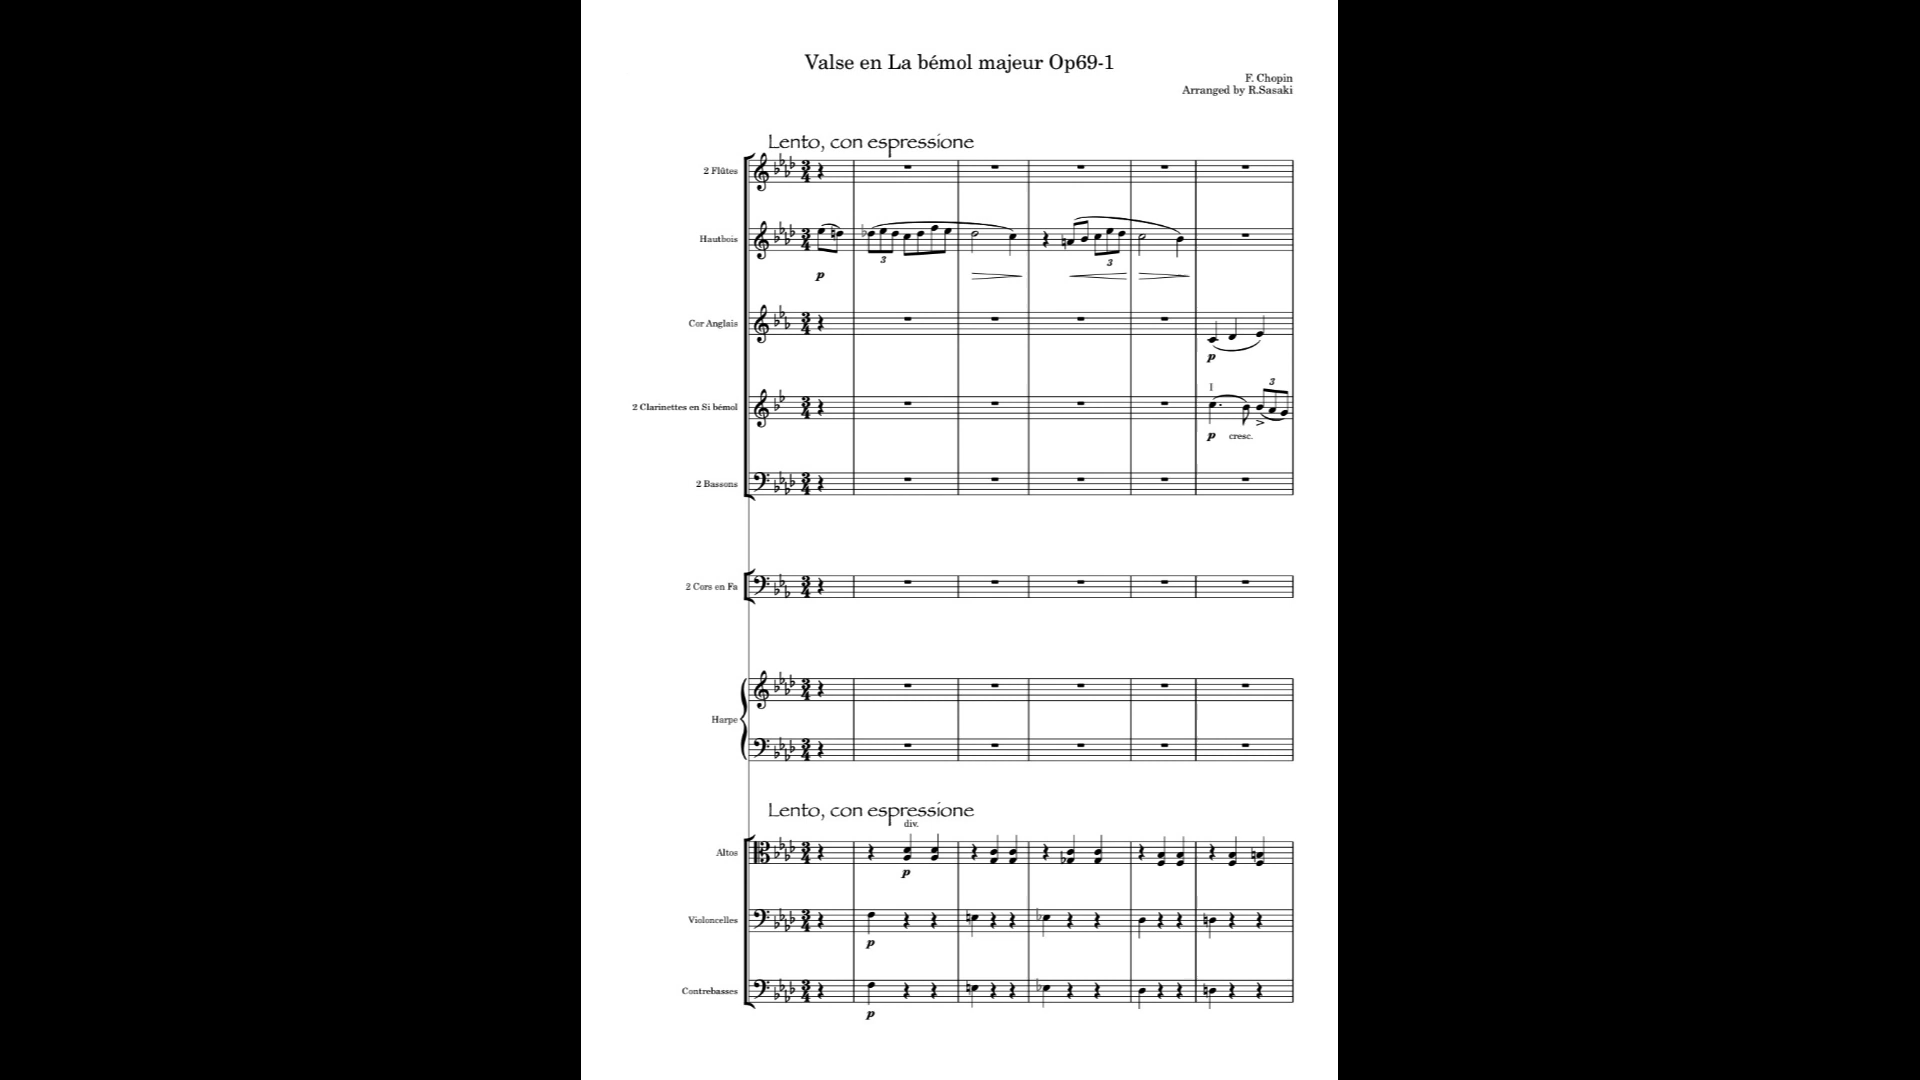 Valse en La bémol majeur Op69-1
F. Chopin
Arranged by R.Sasaki
Lento, con espressione
2 Flûtes
Hautbois
3
3
p
Cor Anglais
p
I
3
2 Clarinettes en Si bémol
p cresc.
2 Bassons
2 Cors en Fa
Harpe
Lento, con espressione
div.
Altos
p
Violoncelles
p
Contrebasses
p